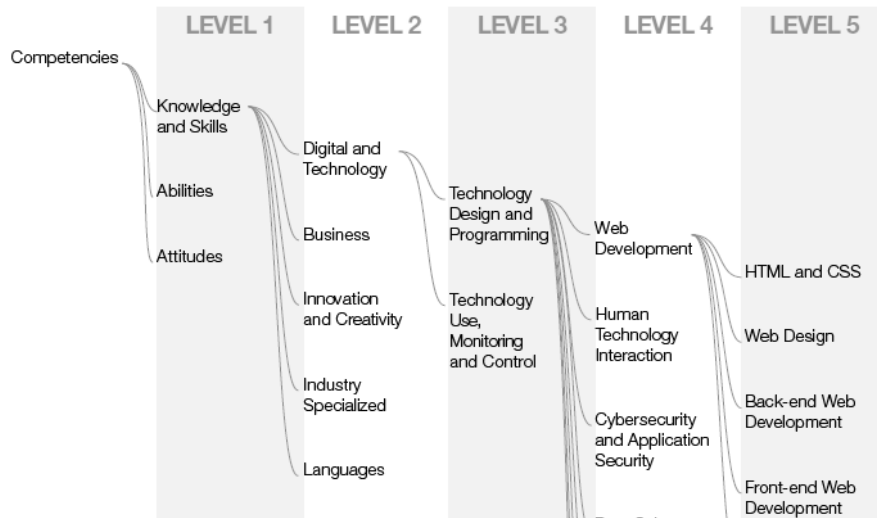 LEVEL 1
LEVEL 2
LEVEL 3
LEVEL 4
LEVEL 5
Competencies
Knowledge
and Skills
Abilities
Attitudes
Digital and
Technology
Business
Innovation
and Creativity
Industry
Specialized
Languages
Technology
Design and
Programming
Technology
Use,
Monitoring
and Control
Web
Development
Human
Technology
Interaction
Cybersecurity
and Application
Security
HTML and CSS
Web Design
Back-end Web
Development
Front-end Web
Development